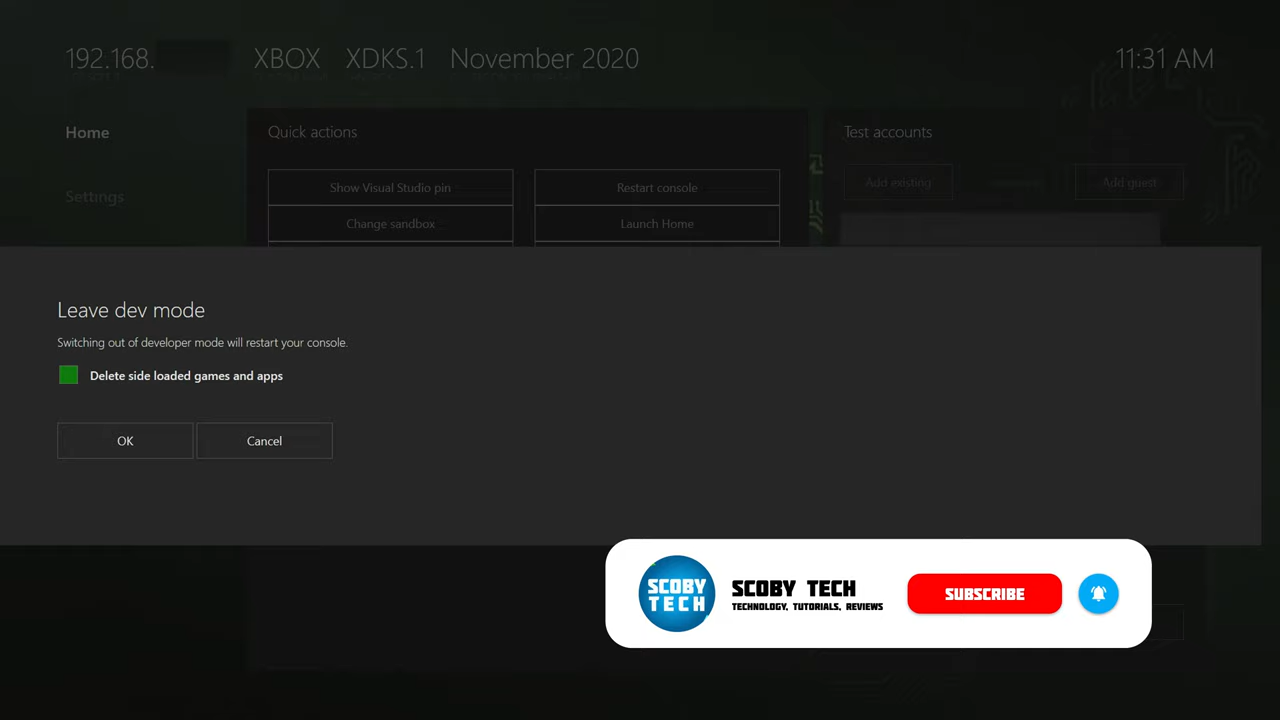 192.168. XBOX XDKS.1 November 2020 11:31 AM
Home
Settings
Quick actions
Show Visual Studio pin Restart console
Change sandbox Launch Home
Test accounts
Add existing Add guest
Leave dev mode
Switching out of developer mode will restart your console.
Delete side loaded games and apps
OK Cancel
SCOBY TECH
SCOBY TECH
TECHNOLOGY, TUTORIALS, REVIEWS
SUBSCRIBE